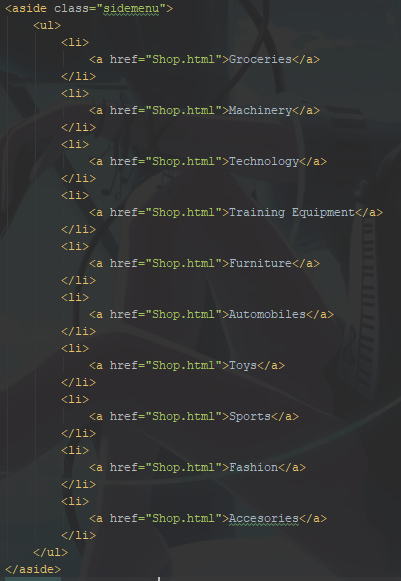 <aside class="sidemenu">
    <ul>
        <li>
            <a href="Shop.html">Groceries</a>
        </li>
        <li>
            <a href="Shop.html">Machinery</a>
        </li>
        <li>
            <a href="Shop.html">Technology</a>
        </li>
        <li>
            <a href="Shop.html">Training Equipment</a>
        </li>
        <li>
            <a href="Shop.html">Furniture</a>
        </li>
        <li>
            <a href="Shop.html">Automobiles</a>
        </li>
        <li>
            <a href="Shop.html">Toys</a>
        </li>
        <li>
            <a href="Shop.html">Sports</a>
        </li>
        <li>
            <a href="Shop.html">Fashion</a>
        </li>
        <li>
            <a href="Shop.html">Accesories</a>
        </li>
    </ul>
</aside>